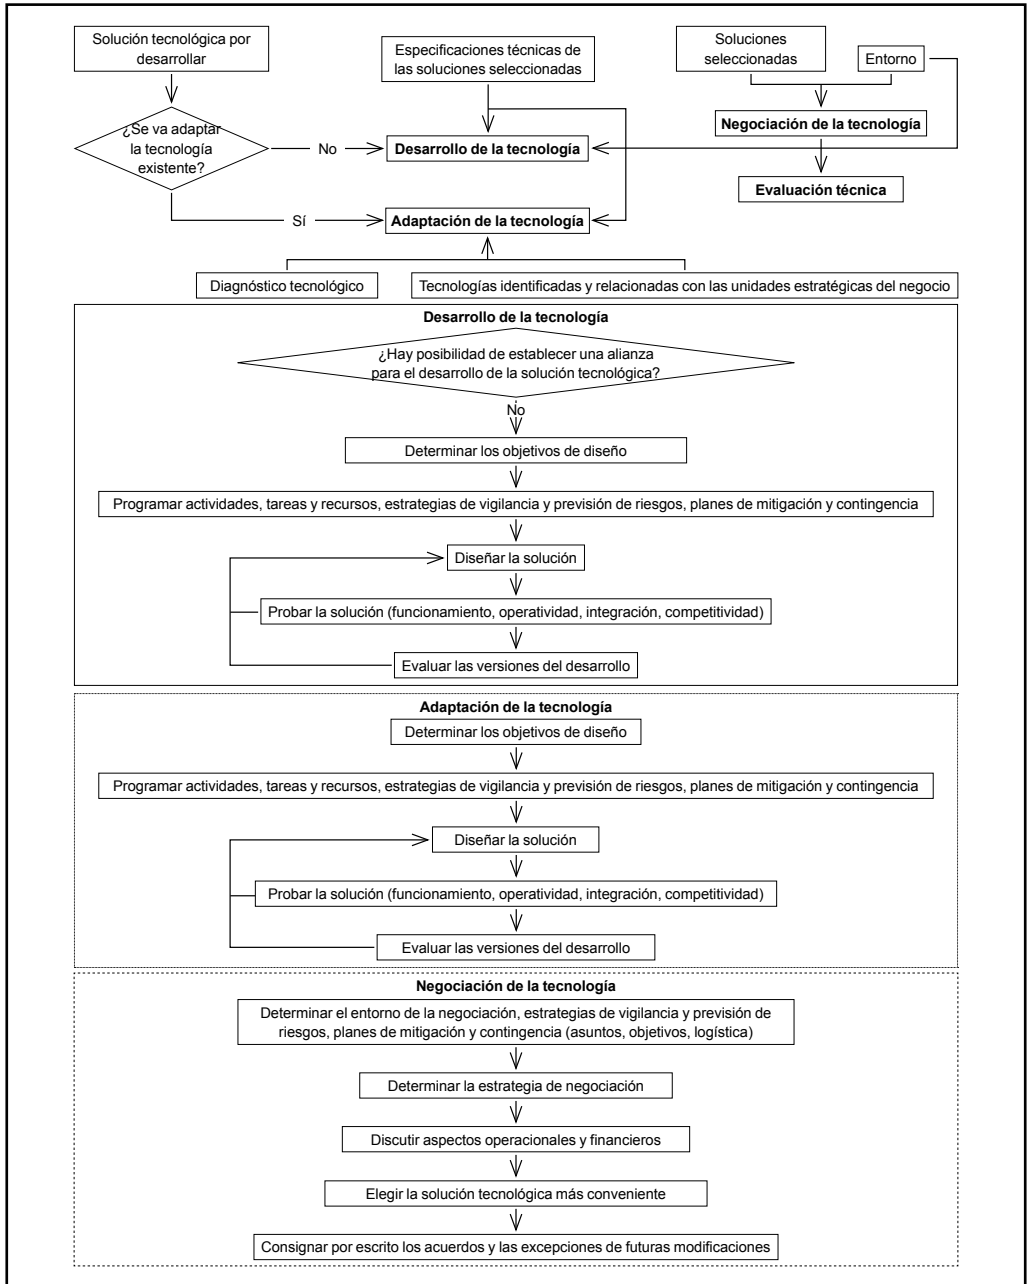 Solución tecnológica por
desarrollar
Especificaciones técnicas de
las soluciones seleccionadas
Soluciones
seleccionadas
Entorno
¿Se va adaptar
la tecnología
existente?
No
Desarrollo de la tecnología
Negociación de la tecnología
Evaluación técnica
Sí
Adaptación de la tecnología
Diagnóstico tecnológico
Tecnologías identificadas y relacionadas con las unidades estratégicas del negocio
Desarrollo de la tecnología
¿Hay posibilidad de establecer una alianza
para el desarrollo de la solución tecnológica?
No
Determinar los objetivos de diseño
Programar actividades, tareas y recursos, estrategias de vigilancia y previsión de riesgos, planes de mitigación y contingencia
Diseñar la solución
Probar la solución (funcionamiento, operatividad, integración, competitividad)
Evaluar las versiones del desarrollo
Adaptación de la tecnología
Determinar los objetivos de diseño
Programar actividades, tareas y recursos, estrategias de vigilancia y previsión de riesgos, planes de mitigación y contingencia
Diseñar la solución
Probar la solución (funcionamiento, operatividad, integración, competitividad)
Evaluar las versiones del desarrollo
Negociación de la tecnología
Determinar el entorno de la negociación, estrategias de vigilancia y previsión de
riesgos, planes de mitigación y contingencia (asuntos, objetivos, logística)
Determinar la estrategia de negociación
Discutir aspectos operacionales y financieros
Elegir la solución tecnológica más conveniente
Consignar por escrito los acuerdos y las excepciones de futuras modificaciones